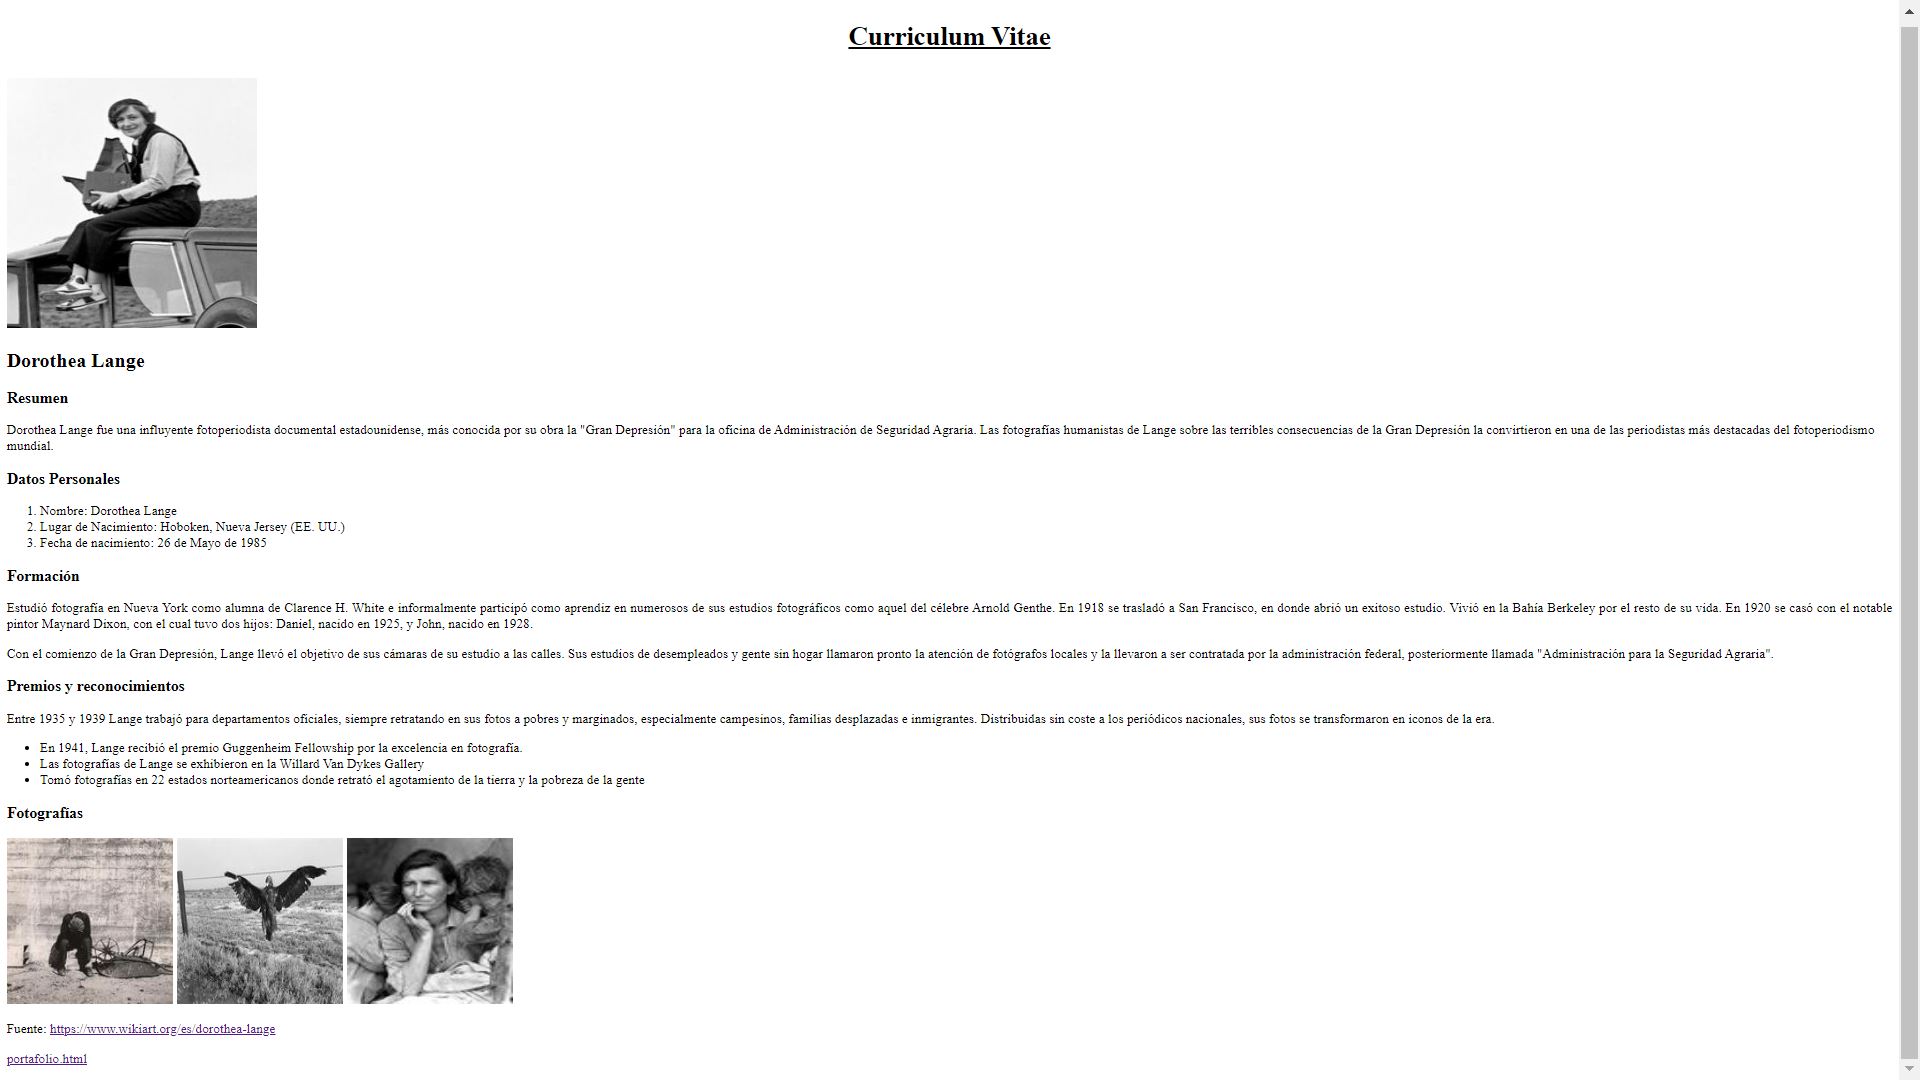 Curriculum Vitae
Dorothea Lange
Resumen
Dorothea Lange fue una influyente fotoperiodista documental estadounidense, más conocida por su obra la "Gran Depresión" para la oficina de Administración de Seguridad Agraria. Las fotografías humanistas de Lange sobre las terribles consecuencias de la Gran Depresión la convirtieron en una de las periodistas más destacadas del fotoperiodismo
mundial.
Datos Personales
1. Nombre: Dorothea Lange
2. Lugar de Nacimiento: Hoboken, Nueva Jersey (EE. UU.)
3. Fecha de nacimiento: 26 de Mayo de 1985
Formación
Estudió fotografía en Nueva York como alumna de Clarence H. White e informalmente participó como aprendiz en numerosos de sus estudios fotográficos como aquel del célebre Arnold Genthe. En 1918 se trasladó a San Francisco, en donde abrió un exitoso estudio. Vivió en la Bahía Berkeley por el resto de su vida. En 1920 se casó con el notable
pintor Maynard Dixon, con el cual tuvo dos hijos: Daniel, nacido en 1925, y John, nacido en 1928.
Con el comienzo de la Gran Depresión, Lange llevó el objetivo de sus cámaras de su estudio a las calles. Sus estudios de desempleados y gente sin hogar llamaron pronto la atención de fotógrafos locales y la llevaron a ser contratada por la administración federal, posteriormente llamada "Administración para la Seguridad Agraria".
Premios y reconocimientos
Entre 1935 y 1939 Lange trabajó para departamentos oficiales, siempre retratando en sus fotos a pobres y marginados, especialmente campesinos, familias desplazadas e inmigrantes. Distribuidas sin coste a los periódicos nacionales, sus fotos se transformaron en iconos de la era.
• En 1941, Lange recibió el premio Guggenheim Fellowship por la excelencia en fotografía.
• Las fotografías de Lange se exhibieron en la Willard Van Dykes Gallery
• Tomó fotografías en 22 estados norteamericanos donde retrató el agotamiento de la tierra y la pobreza de la gente
Fotografías
Fuente: https://www.wikiart.org/es/dorothea-lange
portafolio.html